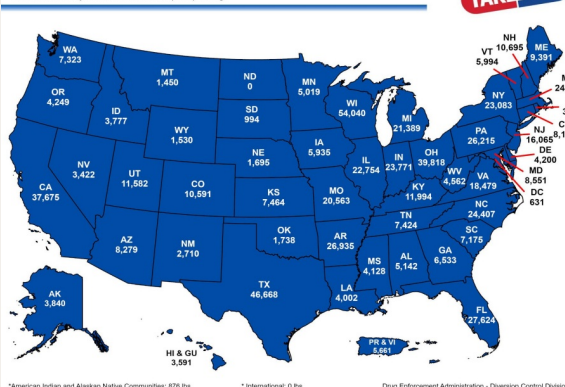 TAKE
WA
7,323
MT
1,450
ND
0
MN
5,019
VT
5,994
NH
10,695
ME
9,391
OR
4,249
ID
3,777
WY
1,530
SD
994
WI
54,040
MI
21,389
NY
23,083
NE
1,695
IA
5,935
PA
26,215
NJ
16,065
DE
4,200
MD
8,551
DC
631
NV
3,422
UT
11,582
CO
10,591
KS
7,464
MO
20,563
IL
22,754
IN
23,771
OH
39,818
WV
4,562
VA
18,479
KY
11,994
CA
37,675
AZ
8,279
NM
2,710
OK
1,738
AR
26,935
TN
7,424
NC
24,407
SC
7,175
MS
4,128
AL
5,142
GA
6,533
TX
46,668
LA
4,002
FL
27,624
AK
3,840
HI & GU
3,591
PR & VI
5,661
*American Indian and Alaskan Native Communities: 876 lbs
* International: 0 lbs
Drug Enforcement Administration - Diversion Control Divisio